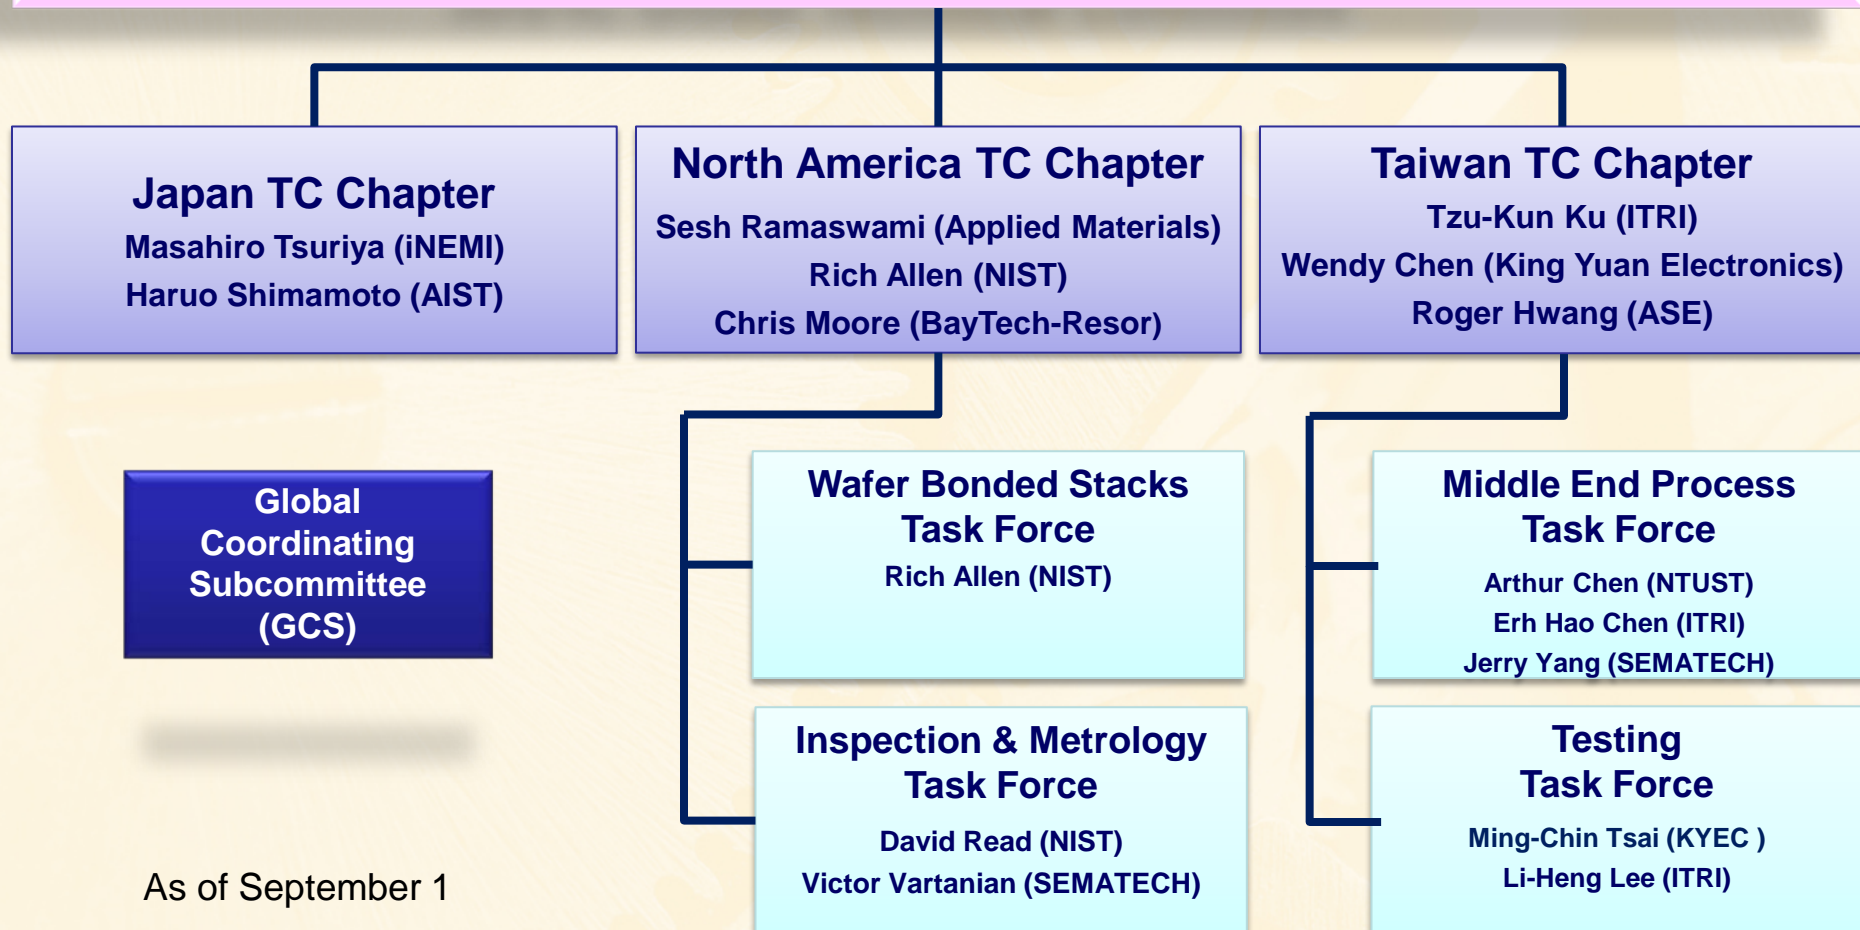 Japan TC Chapter
Masahiro Tsuriya (iNEMI)
Haruo Shimamoto (AIST)
North America TC Chapter
Sesh Ramaswami (Applied Materials)
Rich Allen (NIST)
Chris Moore (BayTech-Resor)
Taiwan TC Chapter
Tzu-Kun Ku (ITRI)
Wendy Chen (King Yuan Electronics)
Roger Hwang (ASE)
Global
Coordinating
Subcommittee
(GCS)
Wafer Bonded Stacks
Task Force
Rich Allen (NIST)
Middle End Process
Task Force
Arthur Chen (NTUST)
Erh Hao Chen (ITRI)
Jerry Yang (SEMATECH)
Inspection & Metrology
Task Force
David Read (NIST)
Victor Vartanian (SEMATECH)
Testing
Task Force
Ming-Chin Tsai (KYEC )
Li-Heng Lee (ITRI)
As of September 1